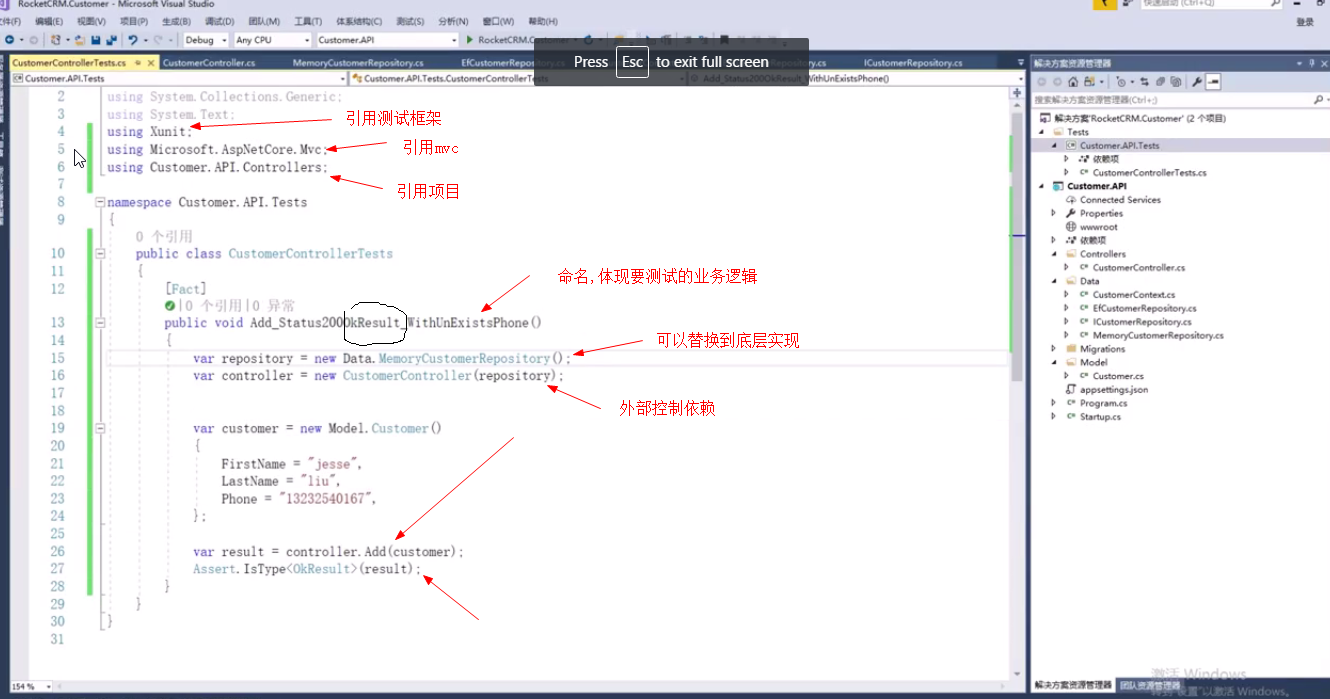 RocketCRM.Customer - Microsoft Visual Studio
快速启动 (Ctrl+Q)
文件(F) 编辑(E) 视图(V) 项目(P) 生成(B) 调试(D) 团队(M) 工具(T) 体系结构(C) 测试(S) 分析(N) 窗口(W) 帮助(H)
登录
Debug Any CPU Customer.API RocketCRM.Customer
Press Esc to exit full screen
CustomerControllerTests.cs CustomerController.cs MemoryCustomerRepository.cs EfCustomerRepository.cs ICustomerRepository.cs
Customer.API.Tests Customer.API.Tests.CustomerControllerTests Add_Status200OkResult_WithUnExistsPhone()
2 using System.Collections.Generic;
3 using System.Text;
4 using Xunit; 引用测试框架
5 using Microsoft.AspNetCore.Mvc; 引用mvc
6 using Customer.API.Controllers;
7 引用项目
8 namespace Customer.API.Tests
9 {
0 个引用
10 public class CustomerControllerTests
11 {
命名,体现要测试的业务逻辑
12 [Fact]
|0 个引用|0 异常
13 public void Add_Status200OkResult_WithUnExistsPhone()
14 {
可以替换到底层实现
15 var repository = new Data.MemoryCustomerRepository();
16 var controller = new CustomerController(repository);
17
外部控制依赖
18
19 var customer = new Model.Customer()
20 {
21 FirstName = "jesse",
22 LastName = "liu",
23 Phone = "13232540167",
24 };
25
26 var result = controller.Add(customer);
27 Assert.IsType<OkResult>(result);
28 }
29 }
30 }
31
154 %
解决方案资源管理器
搜索解决方案资源管理器(Ctrl+;)
解决方案'RocketCRM.Customer' (2 个项目)
Tests
Customer.API.Tests
依赖项
CustomerControllerTests.cs
Customer.API
Connected Services
Properties
wwwroot
依赖项
Controllers
CustomerController.cs
Data
CustomerContext.cs
EfCustomerRepository.cs
ICustomerRepository.cs
MemoryCustomerRepository.cs
Migrations
Model
Customer.cs
appsettings.json
Program.cs
Startup.cs
激活 Windows
转到"设置"以激活 Windows。
解决方案资源管理器 团队资源管理器